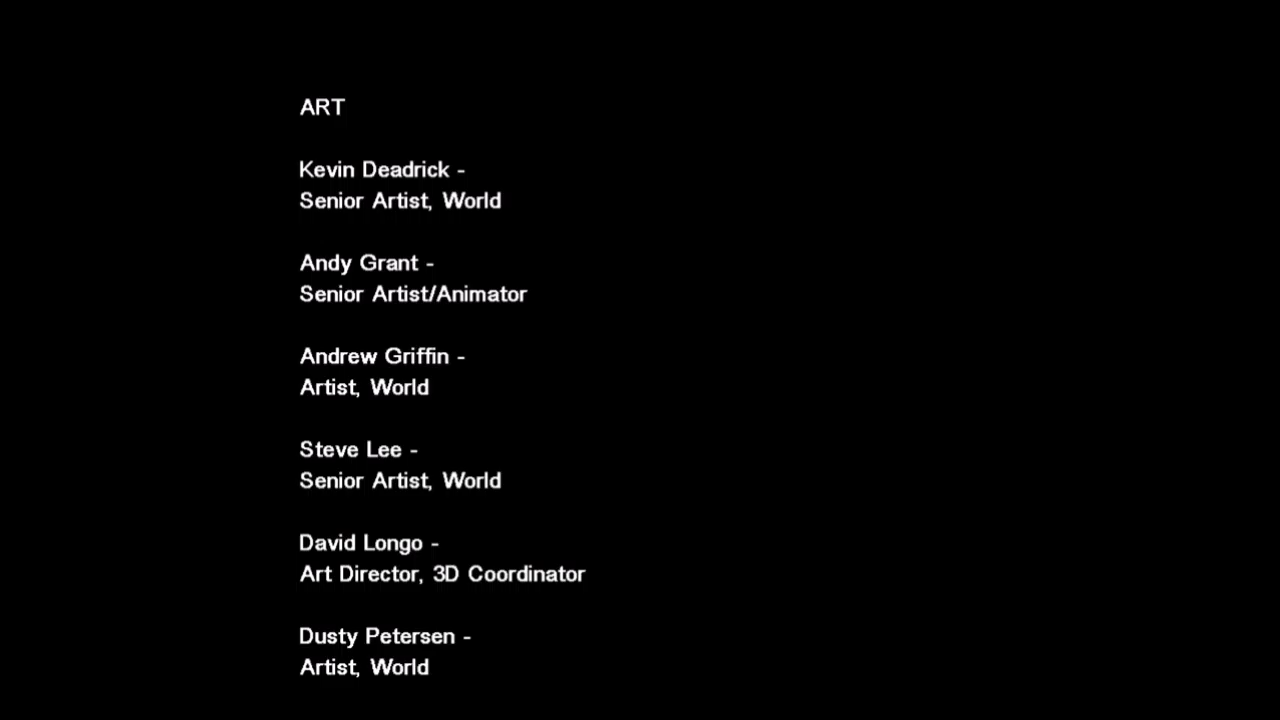 ART
Kevin Deadrick -
Senior Artist, World
Andy Grant -
Senior Artist/Animator
Andrew Griffin -
Artist, World
Steve Lee -
Senior Artist, World
David Longo -
Art Director, 3D Coordinator
Dusty Petersen -
Artist, World